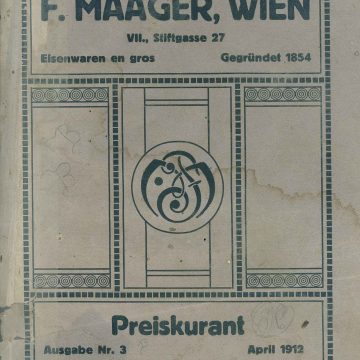 F. MAAGER, WIEN
VII., Stiftgasse 27
Eisenwaren en gros Gegründet 1854
Preiskurant
Ausgabe Nr. 3 April 1912